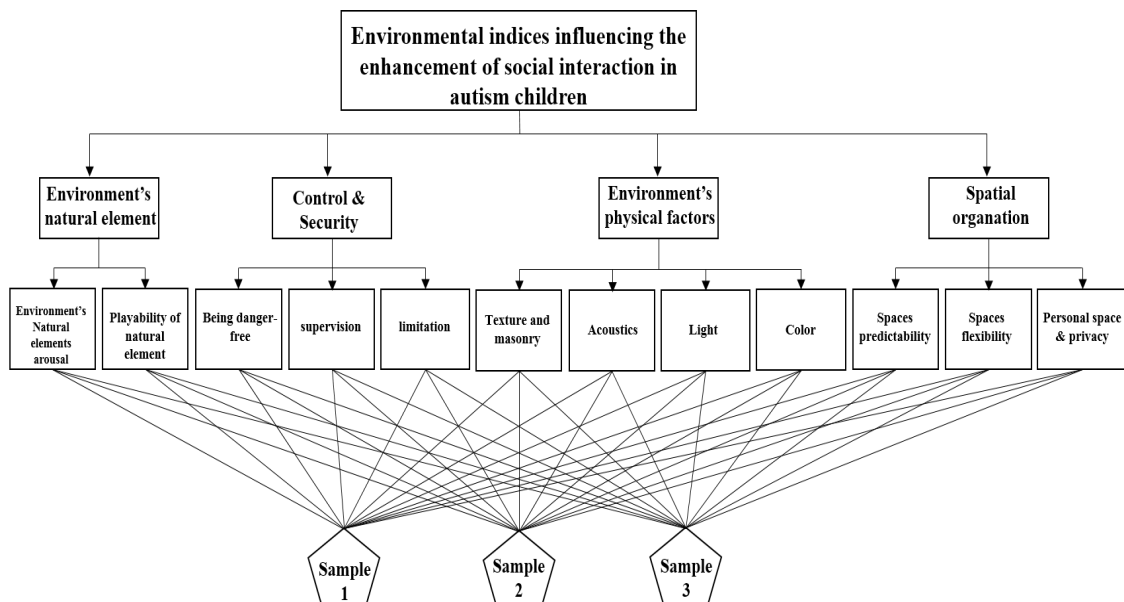 Environmental indices influencing the
enhancement of social interaction in
autism children
Environment's
natural element
Control &
Security
Environment's
physical factors
Spatial
organation
Environment's
Natural
elements
arousal
Playability of
natural
element
Being danger-
free
supervision
limitation
Texture and
masonry
Acoustics
Light
Color
Spaces
predictability
Spaces
flexibility
Personal space
& privacy
Sample
1
Sample
2
Sample
3